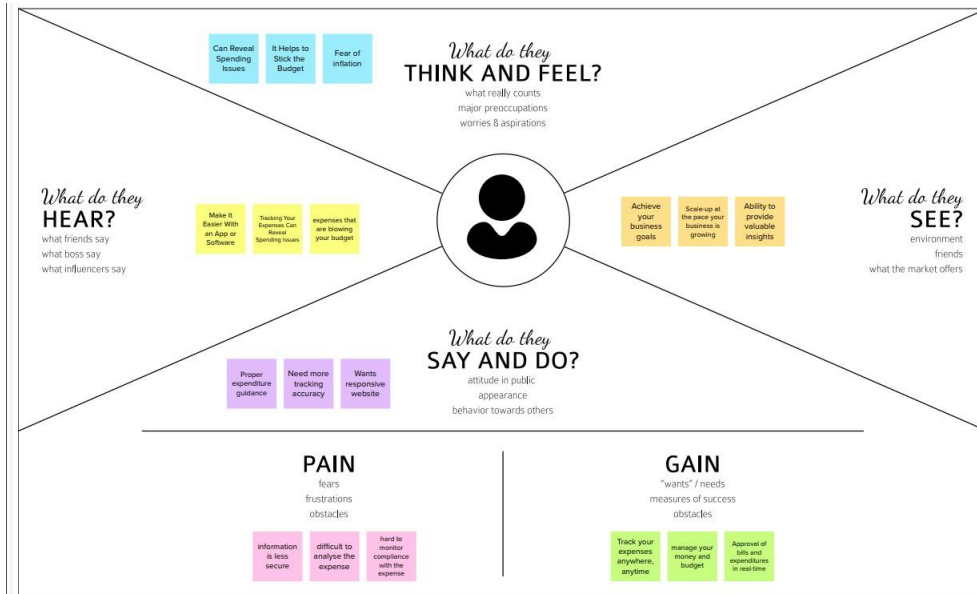 Can Reveal
Spending
Issues
It Helps to
Stick the
Budget
Fear of
inflation
What do they
THINK AND FEEL?
what really counts
major preoccupations
worries & aspirations
What do they
HEAR?
what friends say
what boss say
what influencers say
Make It
Easier With
an App or
Software
Tracking Your
Expenses Can
Reveal
Spending Issues
expenses that
are blowing
your budget
Achieve
your
business
goals
Scale-up at
the pace your
business is
growing
Ability to
provide
valuable
insights
What do they
SEE?
environment
friends
what the market offers
What do they
SAY AND DO?
attitude in public
appearance
behavior towards others
Proper
expenditure
guidance
Need more
tracking
accuracy
Wants
responsive
website
PAIN
fears
frustrations
obstacles
information
is less
secure
difficult to
analyse the
expense
hard to
monitor
compliance
with the
expense
GAIN
"wants" / needs
measures of success
obstacles
Track your
expenses
anywhere,
anytime
manage your
money and
budget
Approval of
bills and
expenditures
in real-time